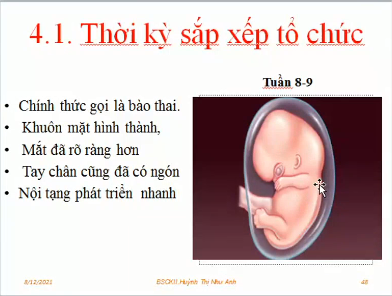 4.1. Thời kỳ sắp xếp tổ chức
Tuần 8-9
• Chính thức gọi là bào thai.
• Khuôn mặt hình thành,
• Mắt đã rõ ràng hơn
• Tay chân cũng đã có ngón
• Nội tạng phát triển nhanh
8/12/2021
BSCKII.Huỳnh Thị Như Anh
48